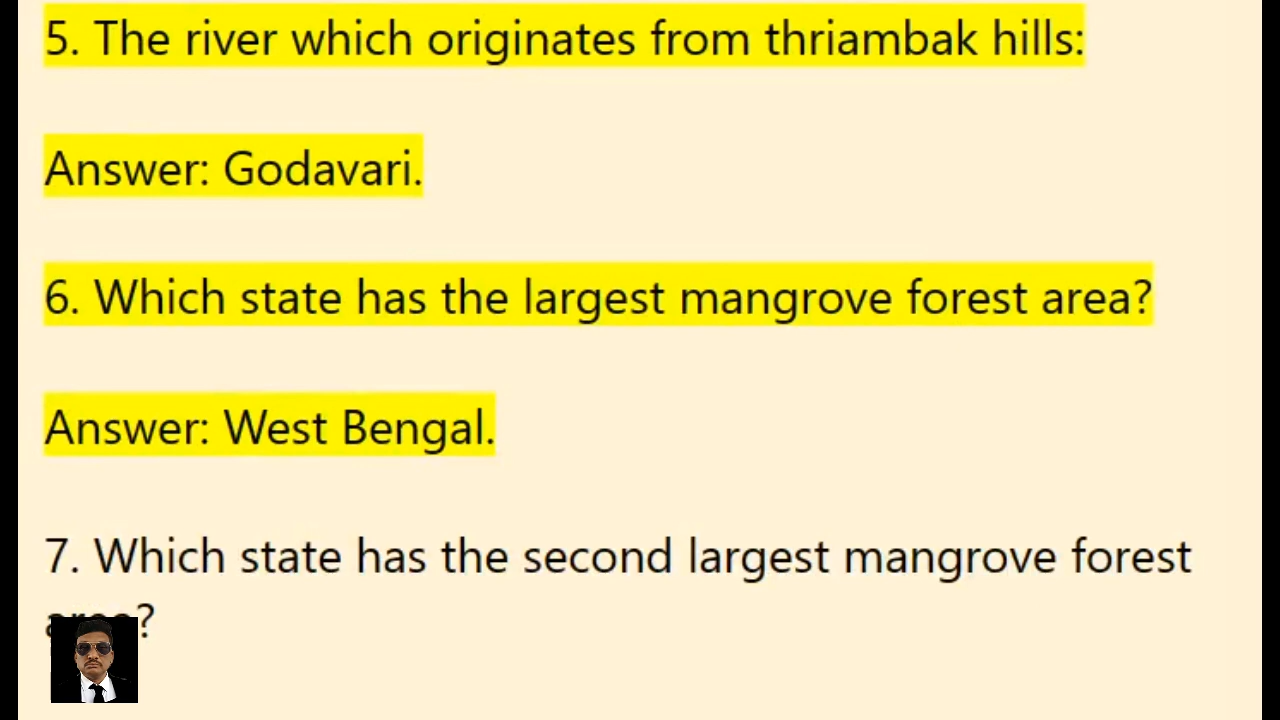 5. The river which originates from thriambak hills:
Answer: Godavari.
6. Which state has the largest mangrove forest area?
Answer: West Bengal.
7. Which state has the second largest mangrove forest
area?